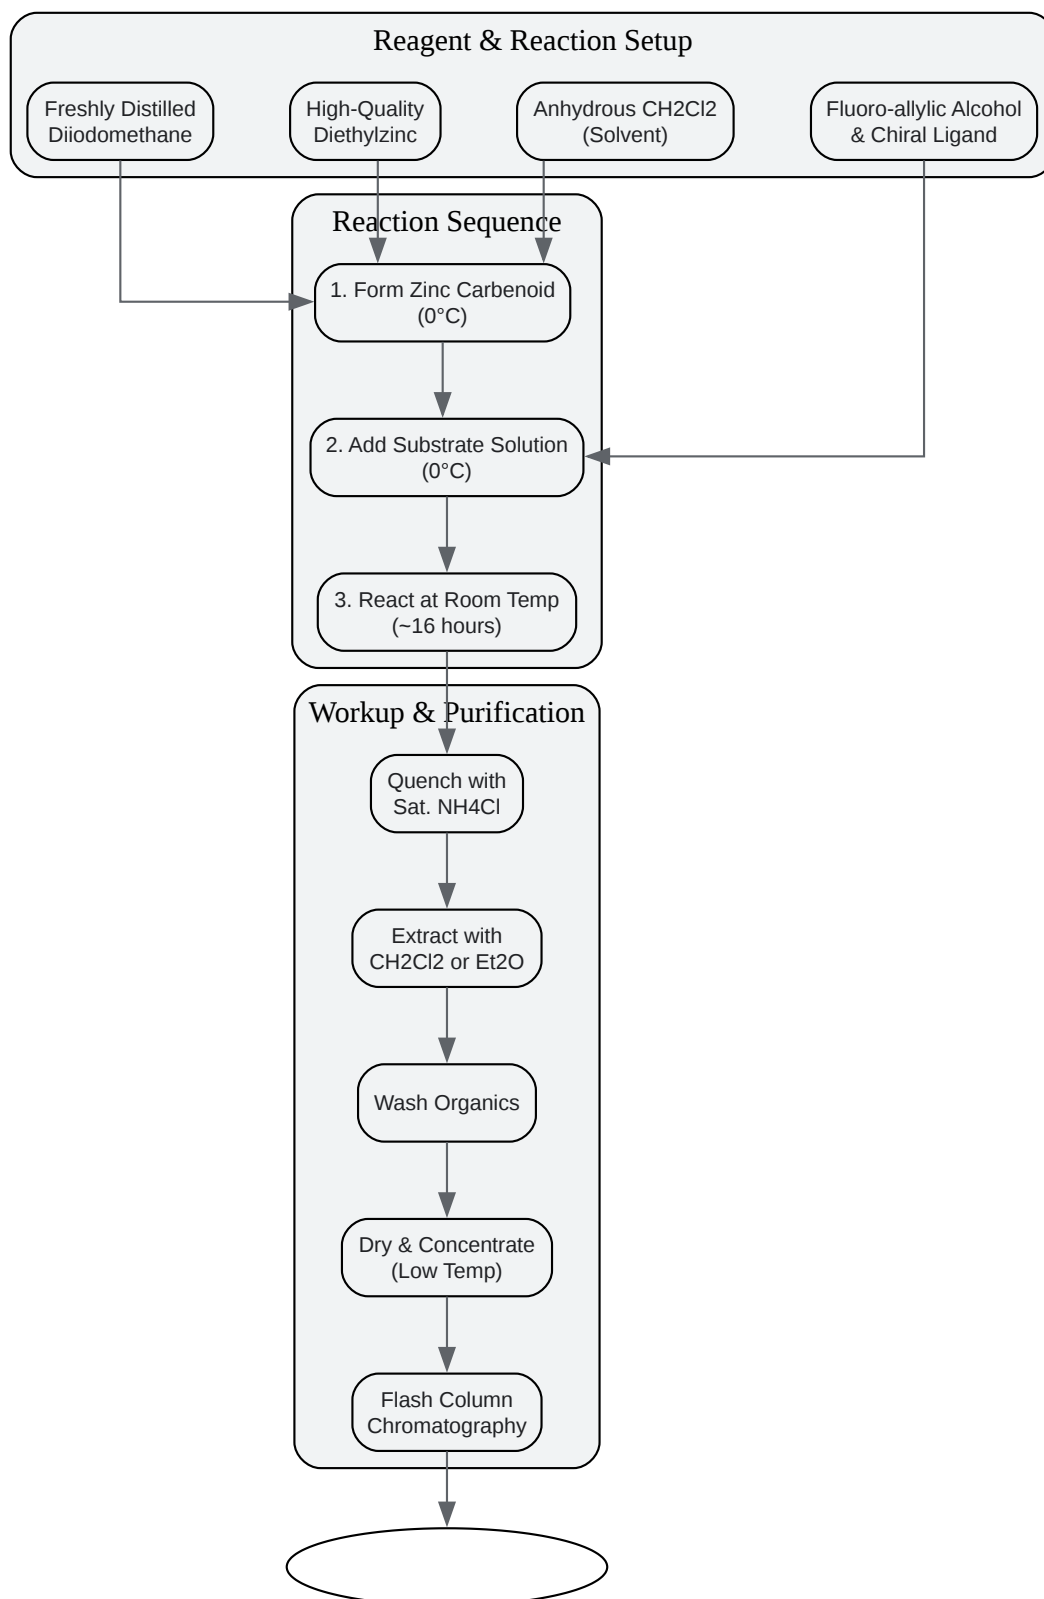 Reagent & Reaction Setup
Freshly Distilled
Diiodomethane
High-Quality
Diethylzinc
Anhydrous CH2Cl2
(Solvent)
Fluoro-allylic Alcohol
& Chiral Ligand
Reaction Sequence
1. Form Zinc Carbenoid
(0°C)
2. Add Substrate Solution
(0°C)
3. React at Room Temp
(~16 hours)
Workup & Purification
Quench with
Sat. NH4Cl
Extract with
CH2Cl2 or Et2O
Wash Organics
Dry & Concentrate
(Low Temp)
Flash Column
Chromatography